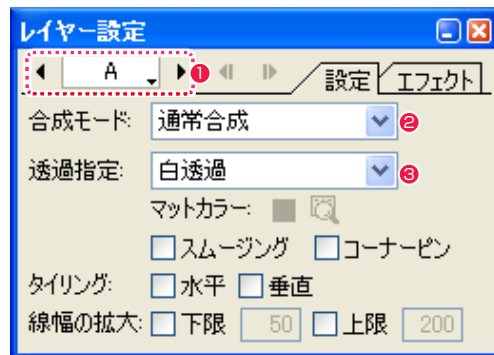 レイヤー設定
A 1 設定 エフェクト
合成モード: 通常合成 2
透過指定: 白透過 3
マットカラー:
スムージング コーナーピン
タイリング: 水平 垂直
線幅の拡大: 下限 50 上限 200